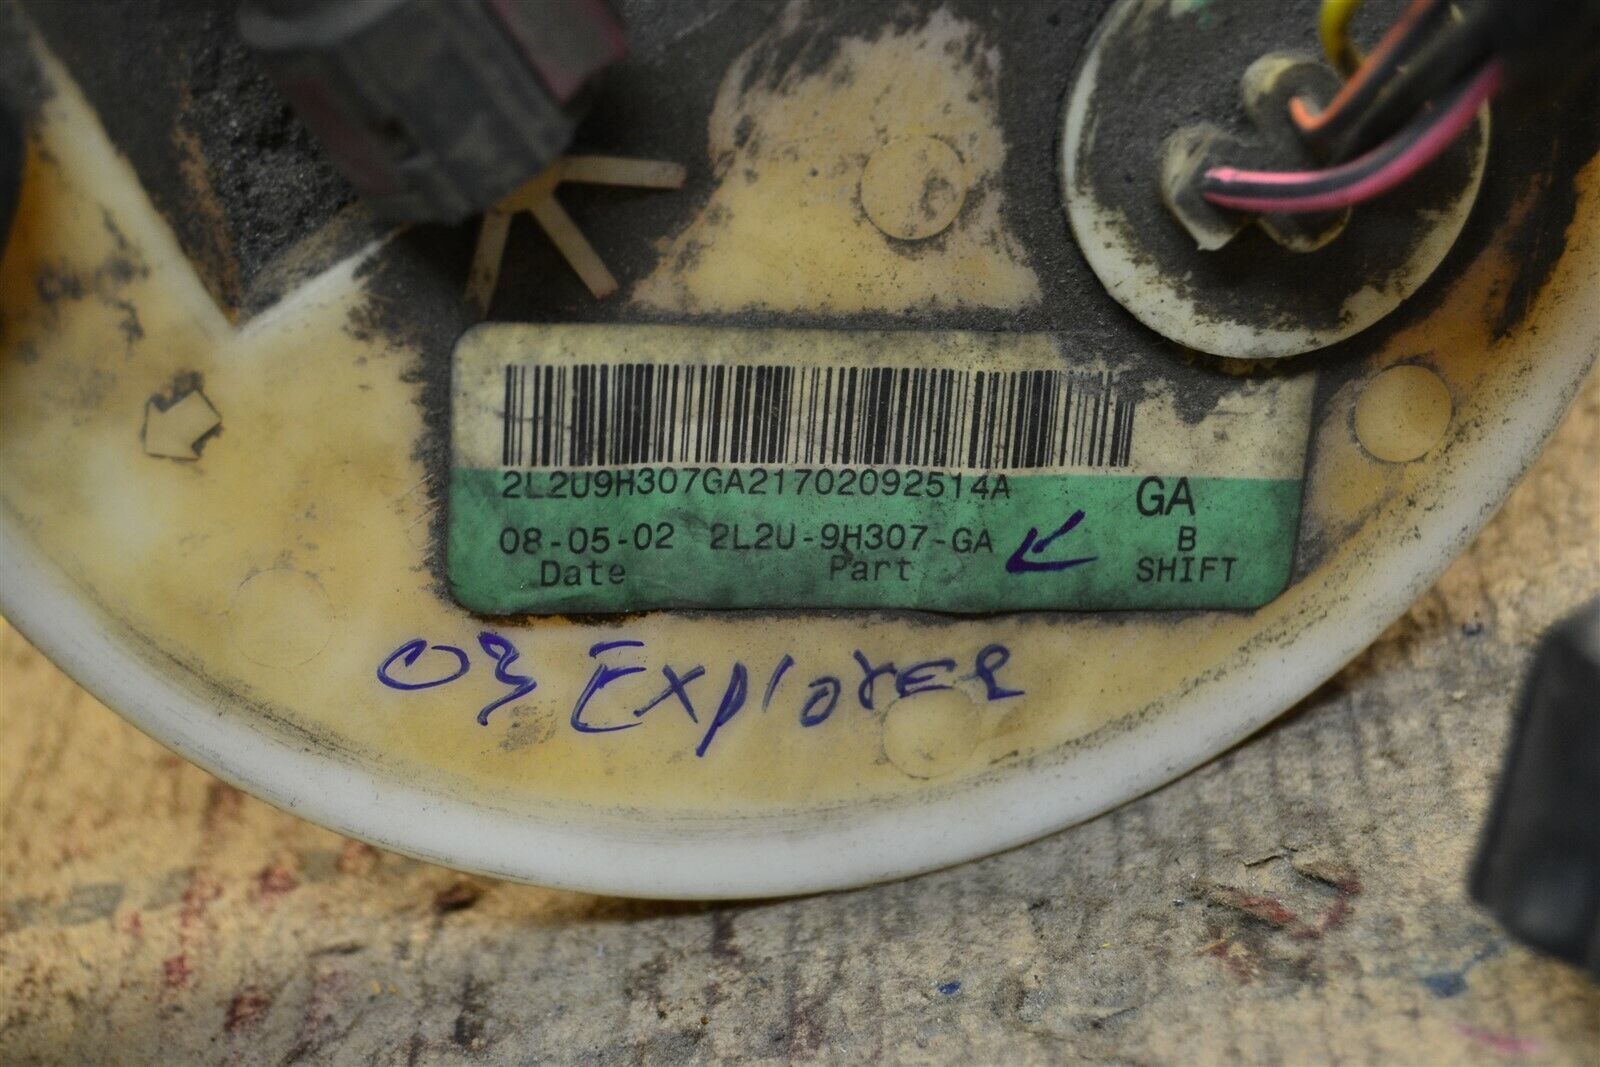 2L2U9H307GA21702092514A
GA
08-05-02 2L2U-9H307-GA B
Date Part SHIFT
03 Explorer